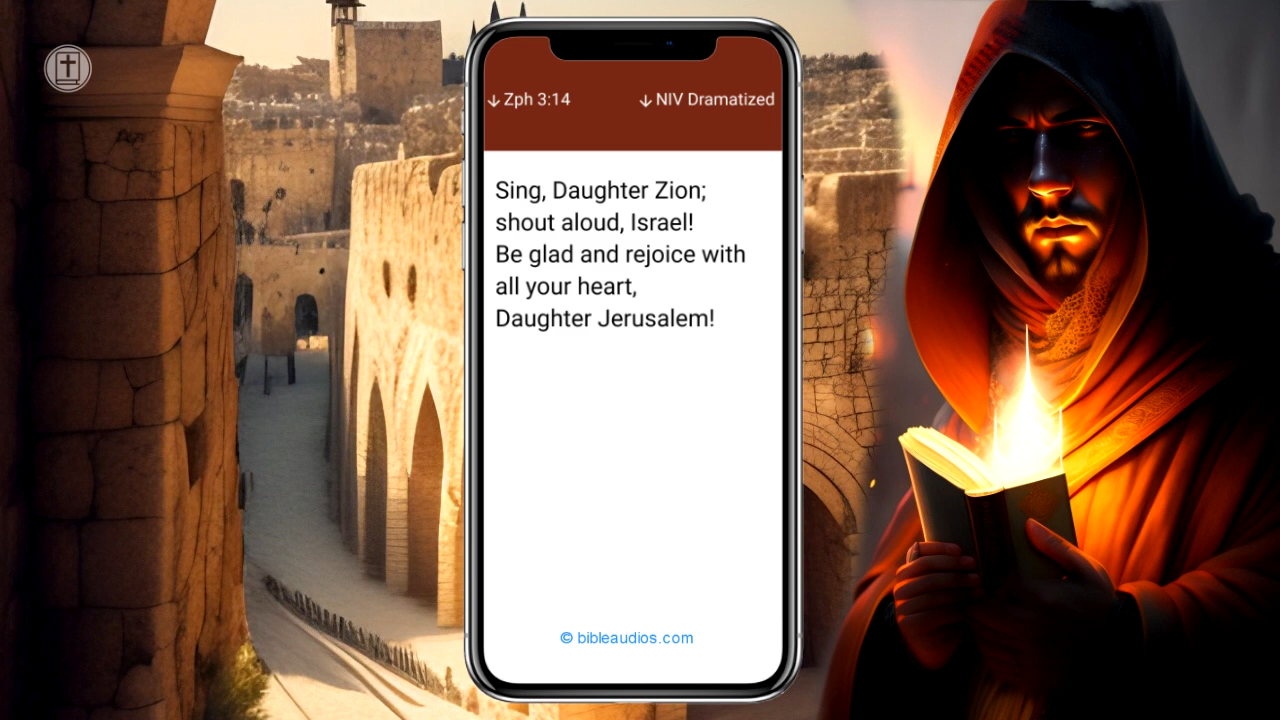 ↓ Zph 3:14
↓ NIV Dramatized
Sing, Daughter Zion;
shout aloud, Israel!
Be glad and rejoice with
all your heart,
Daughter Jerusalem!
© bibleaudios.com